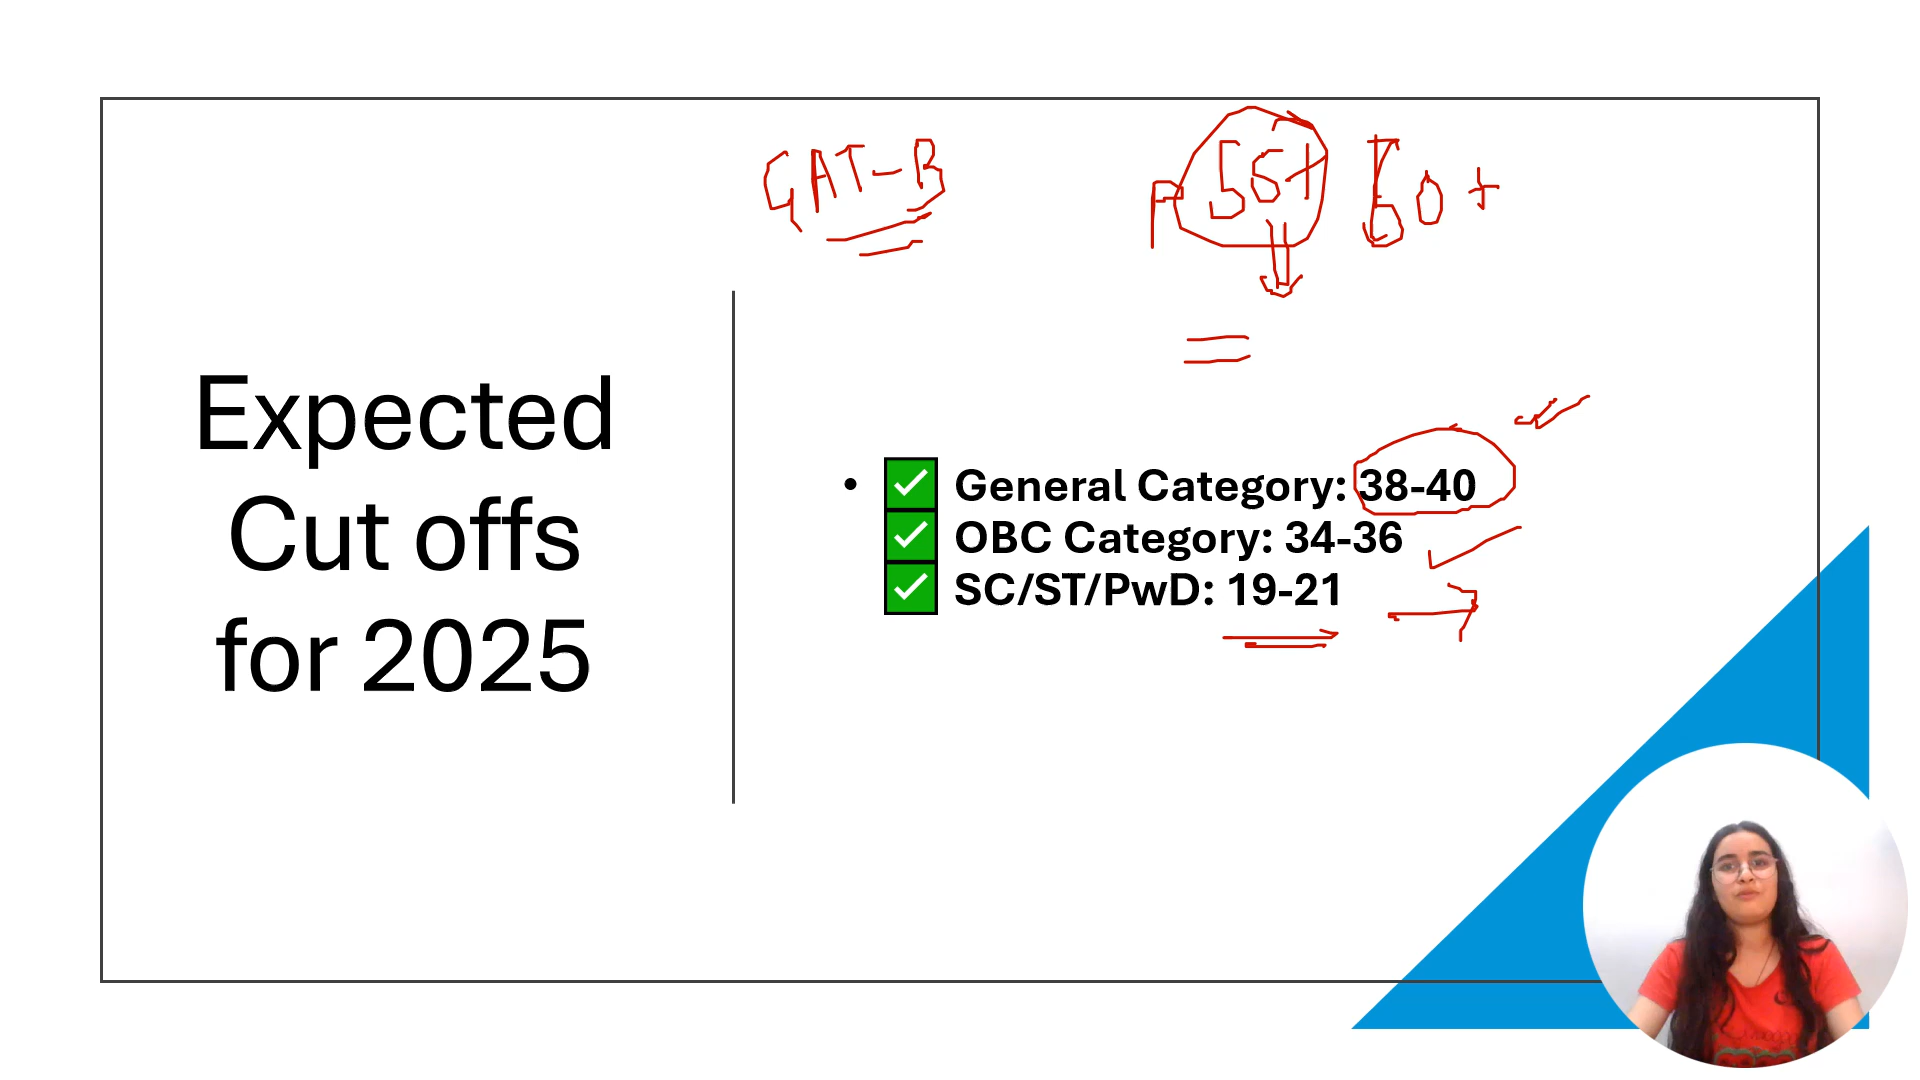 GAT-B
55+ 60+
Expected
Cut offs
for 2025
• ✅ General Category: 38-40
✅ OBC Category: 34-36
✅ SC/ST/PwD: 19-21